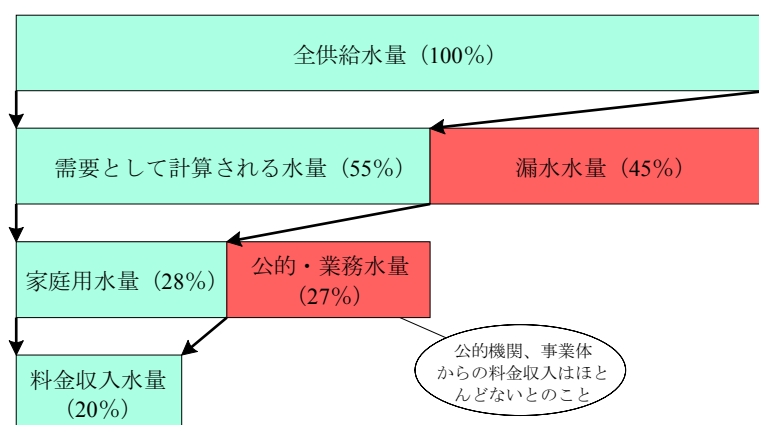 全供給水量（100%）
需要として計算される水量（55%）
漏水水量（45%）
家庭用水量（28%）
公的・業務水量
（27%）
公的機関、事業体
からの料金収入はほと
んどないとのこと
料金収入水量
（20%）